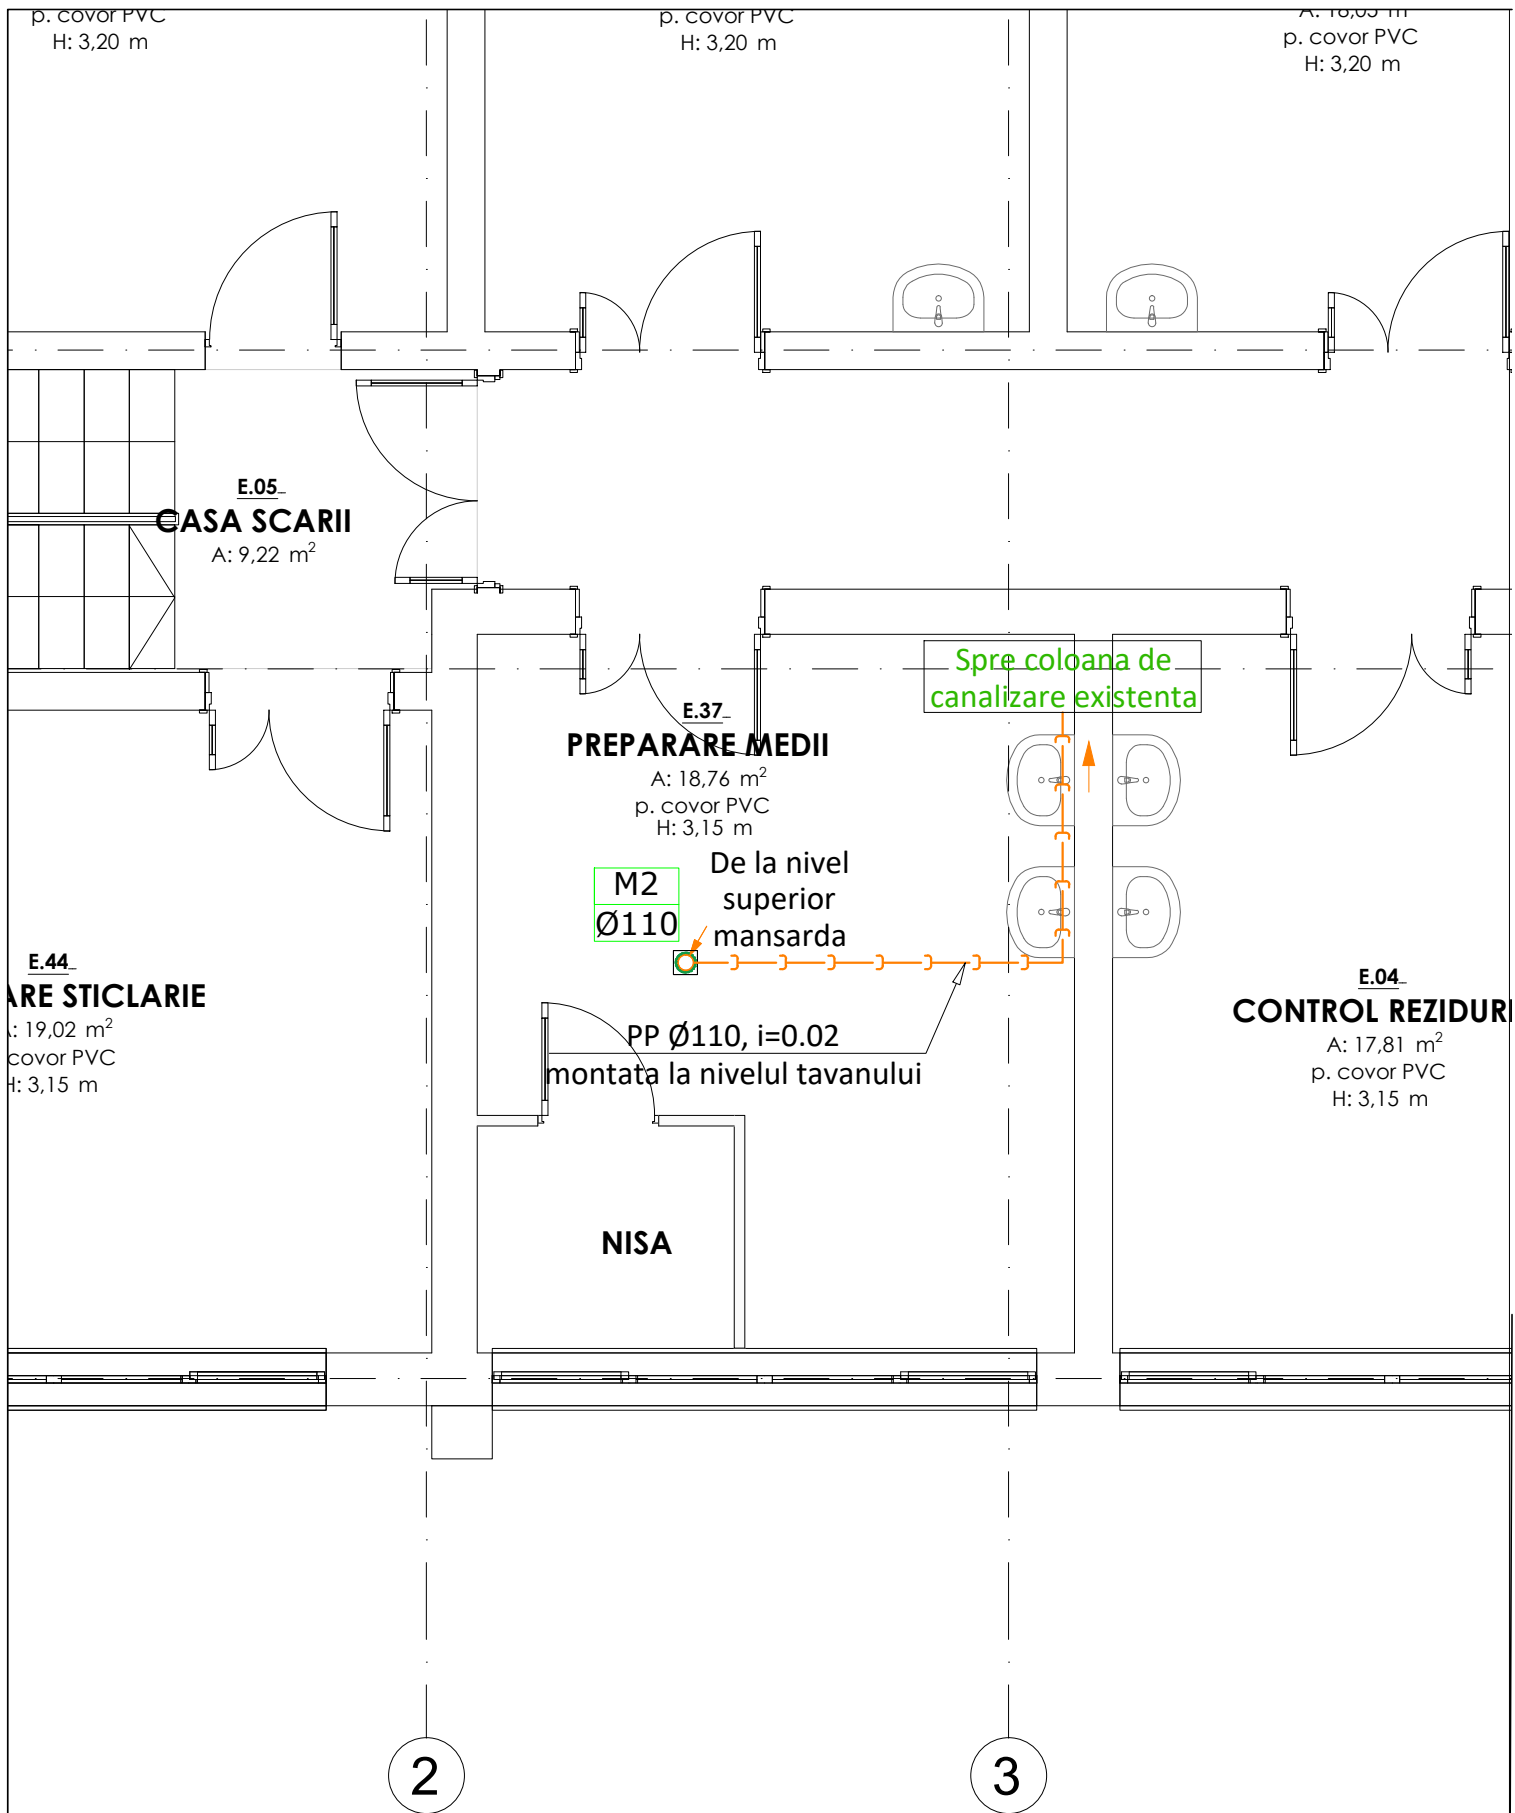 p. covor PVC
H: 3,20 m
p. covor PVC
H: 3,20 m
A: 16,05 m
p. covor PVC
H: 3,20 m
E.05
CASA SCARII
A: 9,22 m²
Spre coloana de
canalizare existenta
E.37
PREPARARE MEDII
A: 18,76 m²
p. covor PVC
H: 3,15 m
De la nivel
superior
mansarda
M2
Ø110
E.44
ARE STICLARIE
A: 19,02 m²
covor PVC
H: 3,15 m
E.04
CONTROL REZIDURI
A: 17,81 m²
p. covor PVC
H: 3,15 m
PP Ø110, i=0.02
montata la nivelul tavanului
NISA
2
3